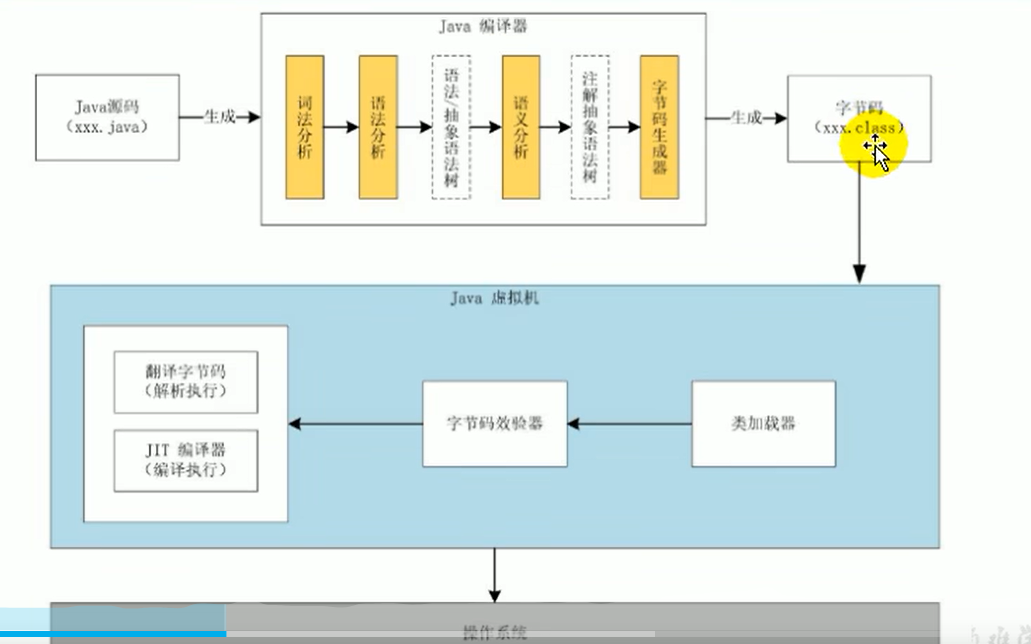 Java 编译器
Java源码
（xxx.java）
生成
词法分析
语法分析
语法/抽象语法树
语义分析
注解抽象语法树
字节码生成器
生成
字节码
（xxx.class）
Java 虚拟机
翻译字节码
（解析执行）
JIT 编译器
（编译执行）
字节码效验器
类加载器
操作系统